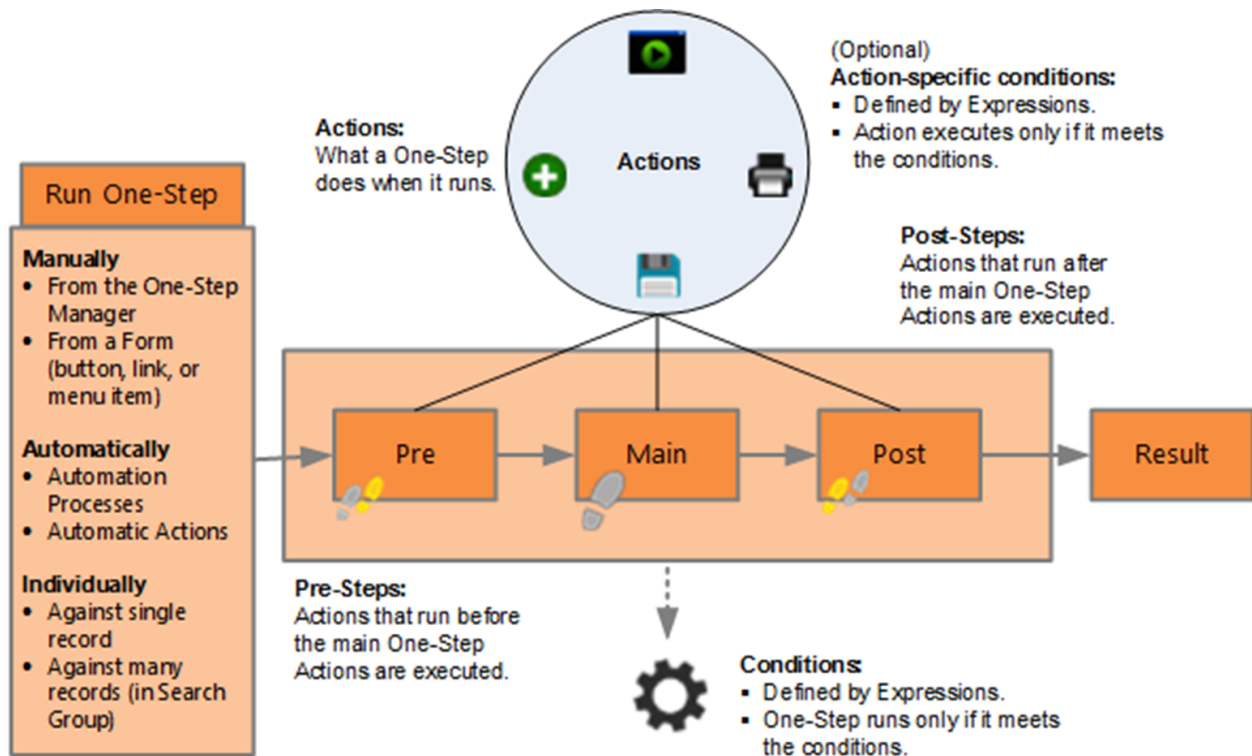 Run One-Step
Manually
• From the One-Step
Manager
• From a Form
(button, link, or
menu item)
Automatically
• Automation
Processes
• Automatic Actions
Individually
• Against single
record
• Against many
records (in Search
Group)
Actions:
What a One-Step
does when it runs.
Actions
(Optional)
Action-specific conditions:
▪ Defined by Expressions.
▪ Action executes only if it meets
the conditions.
Post-Steps:
Actions that run after
the main One-Step
Actions are executed.
Pre
Main
Post
Result
Pre-Steps:
Actions that run before
the main One-Step
Actions are executed.
Conditions:
▪ Defined by Expressions.
▪ One-Step runs only if it meets
the conditions.